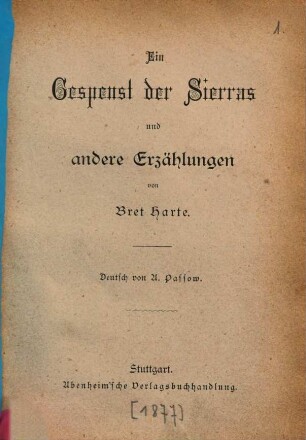 1.
Ein
Gespenst der Sierras
und
andere Erzählungen
von
Bret Harte.
Deutsch von A. Passow.
Stuttgart.
Abenheim'sche Verlagsbuchhandlung.
[1877]